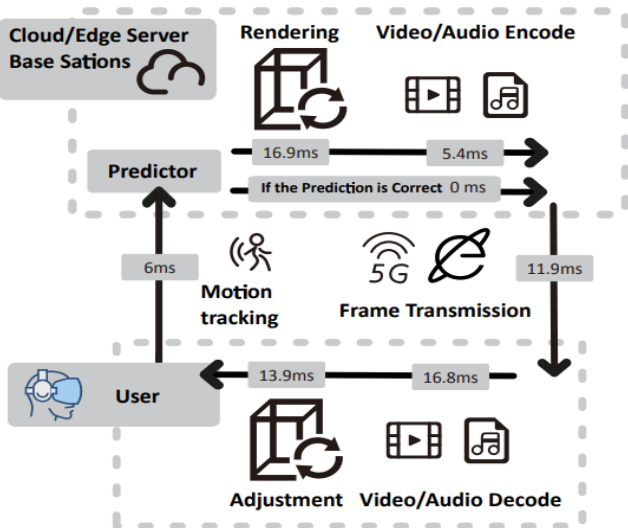 Cloud/Edge Server
Base Sations
Rendering
Video/Audio Encode
16.9ms
5.4ms
Predictor
If the Prediction is Correct 0 ms
6ms
Motion
tracking
5G
Frame Transmission
11.9ms
13.9ms
16.8ms
User
Adjustment
Video/Audio Decode